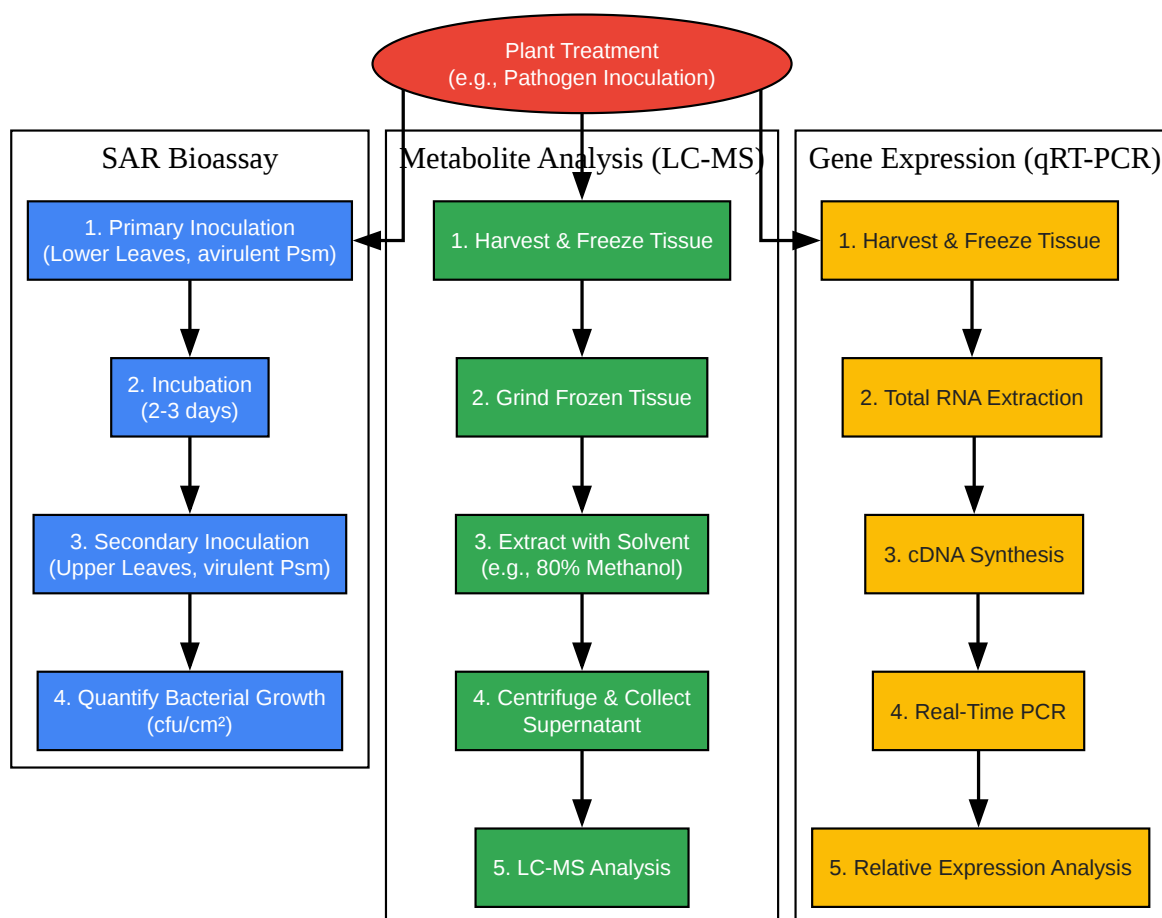 Plant Treatment
(e.g., Pathogen Inoculation)
SAR Bioassay
1. Primary Inoculation
(Lower Leaves, avirulent Psm)
2. Incubation
(2-3 days)
3. Secondary Inoculation
(Upper Leaves, virulent Psm)
4. Quantify Bacterial Growth
(cfu/cm²)
Metabolite Analysis (LC-MS)
1. Harvest & Freeze Tissue
2. Grind Frozen Tissue
3. Extract with Solvent
(e.g., 80% Methanol)
4. Centrifuge & Collect
Supernatant
5. LC-MS Analysis
Gene Expression (qRT-PCR)
1. Harvest & Freeze Tissue
2. Total RNA Extraction
3. cDNA Synthesis
4. Real-Time PCR
5. Relative Expression Analysis